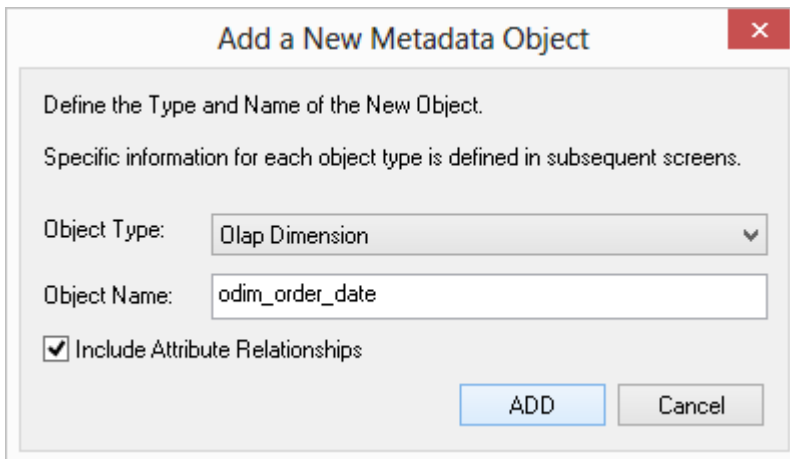 Add a New Metadata Object
Define the Type and Name of the New Object.
Specific information for each object type is defined in subsequent screens.
Object Type: Olap Dimension
Object Name: odim_order_date
Include Attribute Relationships
ADD Cancel